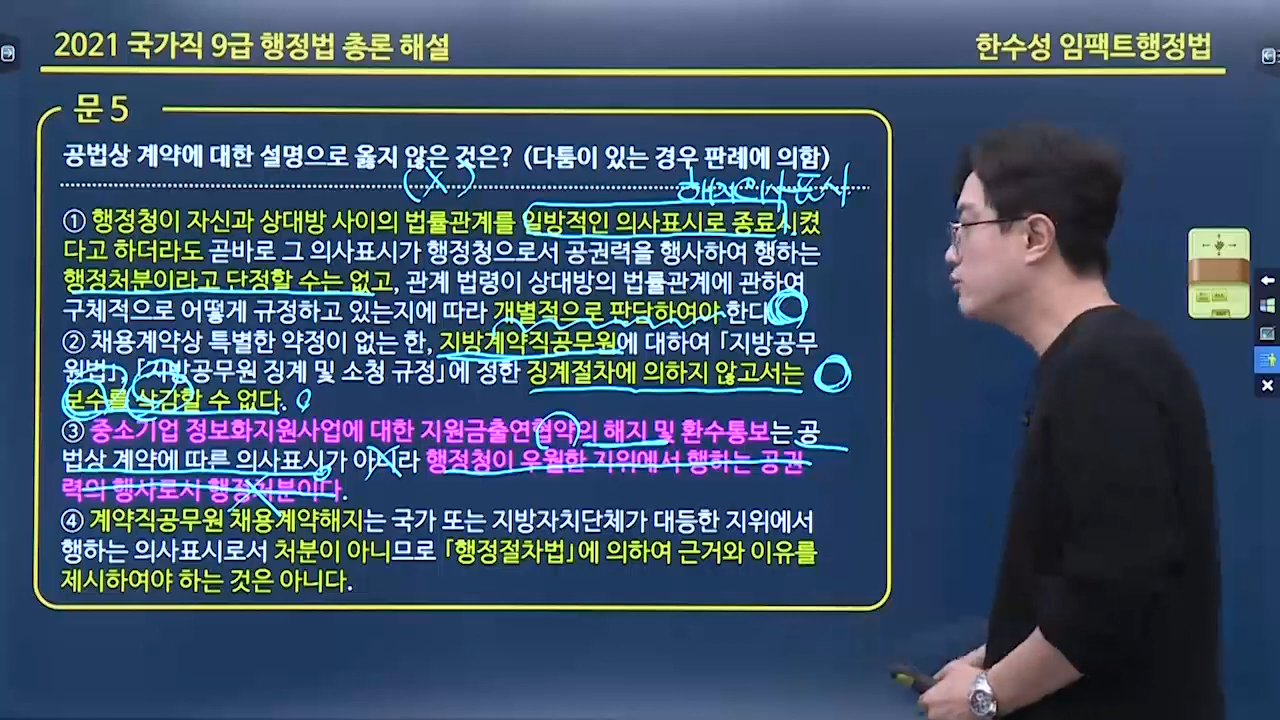 2021 국가직 9급 행정법 총론 해설
한수성 임팩트행정법
문 5
공법상 계약에 대한 설명으로 옳지 않은 것은? (다툼이 있는 경우 판례에 의함)
(X)
해지의사표시
① 행정청이 자신과 상대방 사이의 법률관계를 일방적인 의사표시로 종료시켰
다고 하더라도 곧바로 그 의사표시가 행정청으로서 공권력을 행사하여 행하는
행정처분이라고 단정할 수는 없고, 관계 법령이 상대방의 법률관계에 관하여
구체적으로 어떻게 규정하고 있는지에 따라 개별적으로 판단하여야 한다
② 채용계약상 특별한 약정이 없는 한, 지방계약직공무원에 대하여 「지방공무
원법」, 「지방공무원 징계 및 소청 규정」에 정한 징계절차에 의하지 않고서는
보수를 삭감할 수 없다.
③ 중소기업 정보화지원사업에 대한 지원금출연협약의 해지 및 환수통보는 공
법상 계약에 따른 의사표시가 아니라 행정청이 우월한 지위에서 행하는 공권
력의 행사로서 행정처분이다.
④ 계약직공무원 채용계약해지는 국가 또는 지방자치단체가 대등한 지위에서
행하는 의사표시로서 처분이 아니므로 「행정절차법」에 의하여 근거와 이유를
제시하여야 하는 것은 아니다.